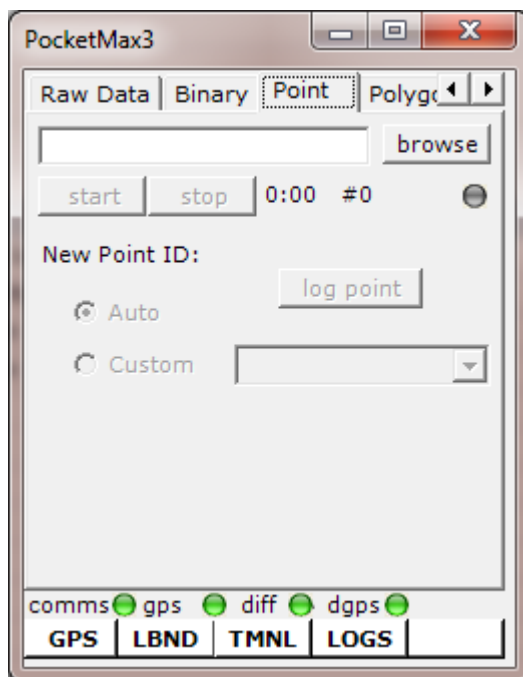 PocketMax3
Raw Data Binary Point
browse
start stop 0:00 #0
New Point ID:
log point
Auto
Custom
comms gps diff dgps
GPS LBND TMNL LOGS